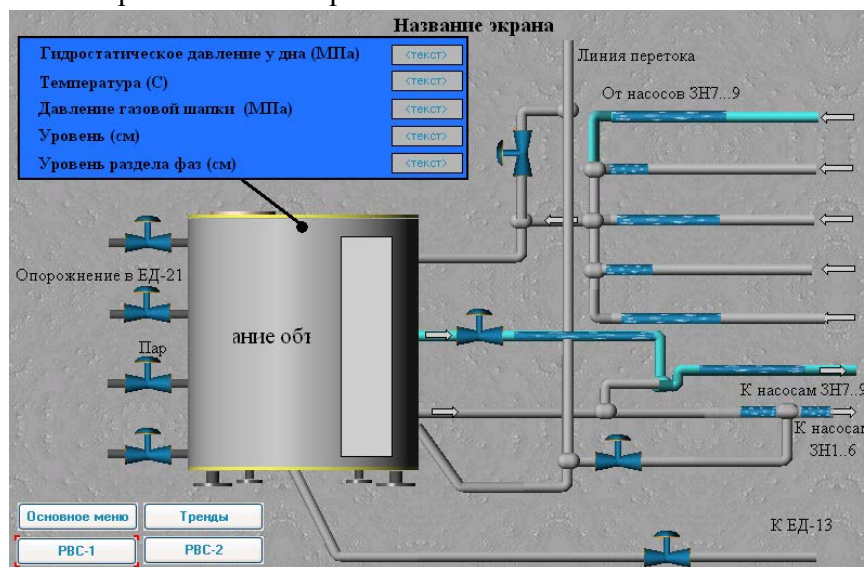 Название экрана
Гидростатическое давление у дна (МПа) <текст>
Температура (С) <текст>
Давление газовой шапки (МПа) <текст>
Уровень (см) <текст>
Уровень раздела фаз (см) <текст>
Линия перетока
От насосов ЗН7...9
Опорожнение в ЕД-21
ание объ
Пар
К насосам ЗН7..9
К насосам
ЗН1..6
К ЕД-13
Основное меню
Тренды
РВС-1
РВС-2